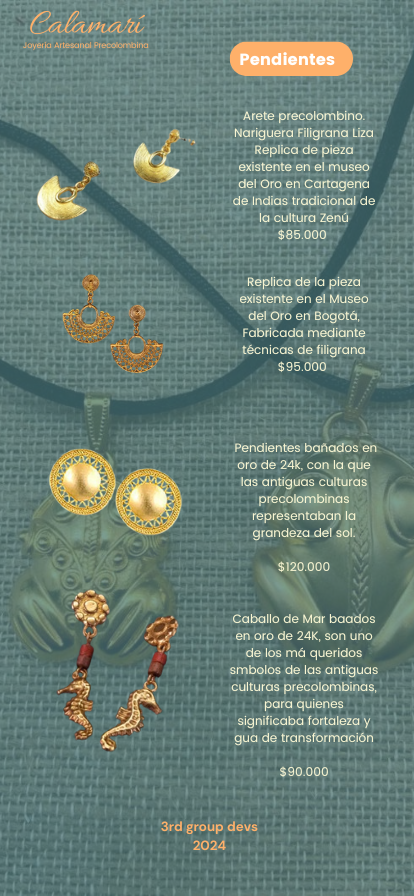 Calamarí
Joyería Artesanal Precolombina
Pendientes
Arete precolombino.
Nariguera Filigrana Liza
Replica de pieza
existente en el museo
del Oro en Cartagena
de Indias tradicional de
la cultura Zenú
$85.000
Replica de la pieza
existente en el Museo
del Oro en Bogotá,
Fabricada mediante
técnicas de filigrana
$95.000
Pendientes bañados en
oro de 24k, con la que
las antiguas culturas
precolombinas
representaban la
grandeza del sol.
$120.000
Caballo de Mar baados
en oro de 24K, son uno
de los má queridos
smbolos de las antiguas
culturas precolombinas,
para quienes
significaba fortaleza y
gua de transformación
$90.000
3rd group devs
2024